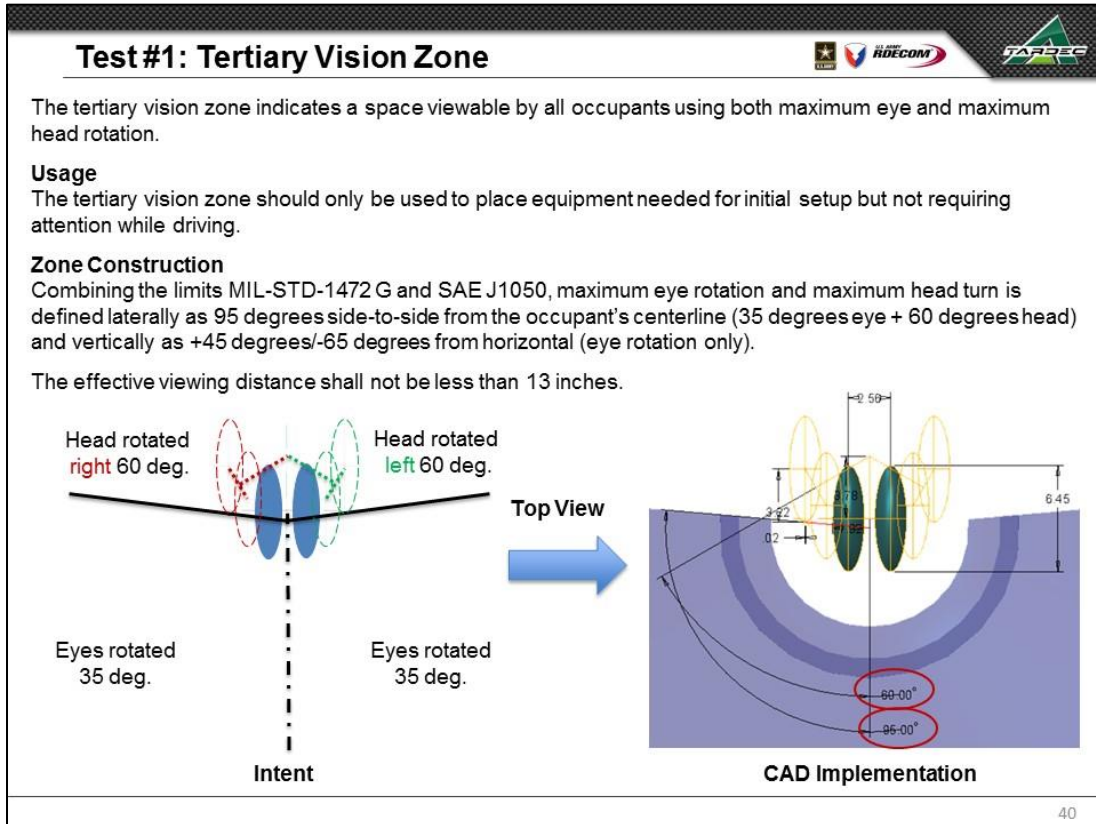 Test #1: Tertiary Vision Zone
U.S. ARMY
U.S. ARMY
RDECOM
TARDEC
The tertiary vision zone indicates a space viewable by all occupants using both maximum eye and maximum
head rotation.
Usage
The tertiary vision zone should only be used to place equipment needed for initial setup but not requiring
attention while driving.
Zone Construction
Combining the limits MIL-STD-1472 G and SAE J1050, maximum eye rotation and maximum head turn is
defined laterally as 95 degrees side-to-side from the occupant's centerline (35 degrees eye + 60 degrees head)
and vertically as +45 degrees/-65 degrees from horizontal (eye rotation only).
The effective viewing distance shall not be less than 13 inches.
Head rotated
right 60 deg.
Head rotated
left 60 deg.
Eyes rotated
35 deg.
Eyes rotated
35 deg.
Intent
Top View
2.56
3.78
3.22
.02
6.45
60.00°
95.00°
CAD Implementation
40